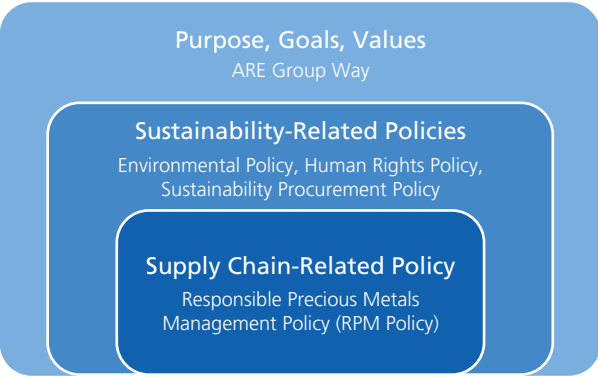 Purpose, Goals, Values
ARE Group Way
Sustainability-Related Policies
Environmental Policy, Human Rights Policy,
Sustainability Procurement Policy
Supply Chain-Related Policy
Responsible Precious Metals
Management Policy (RPM Policy)